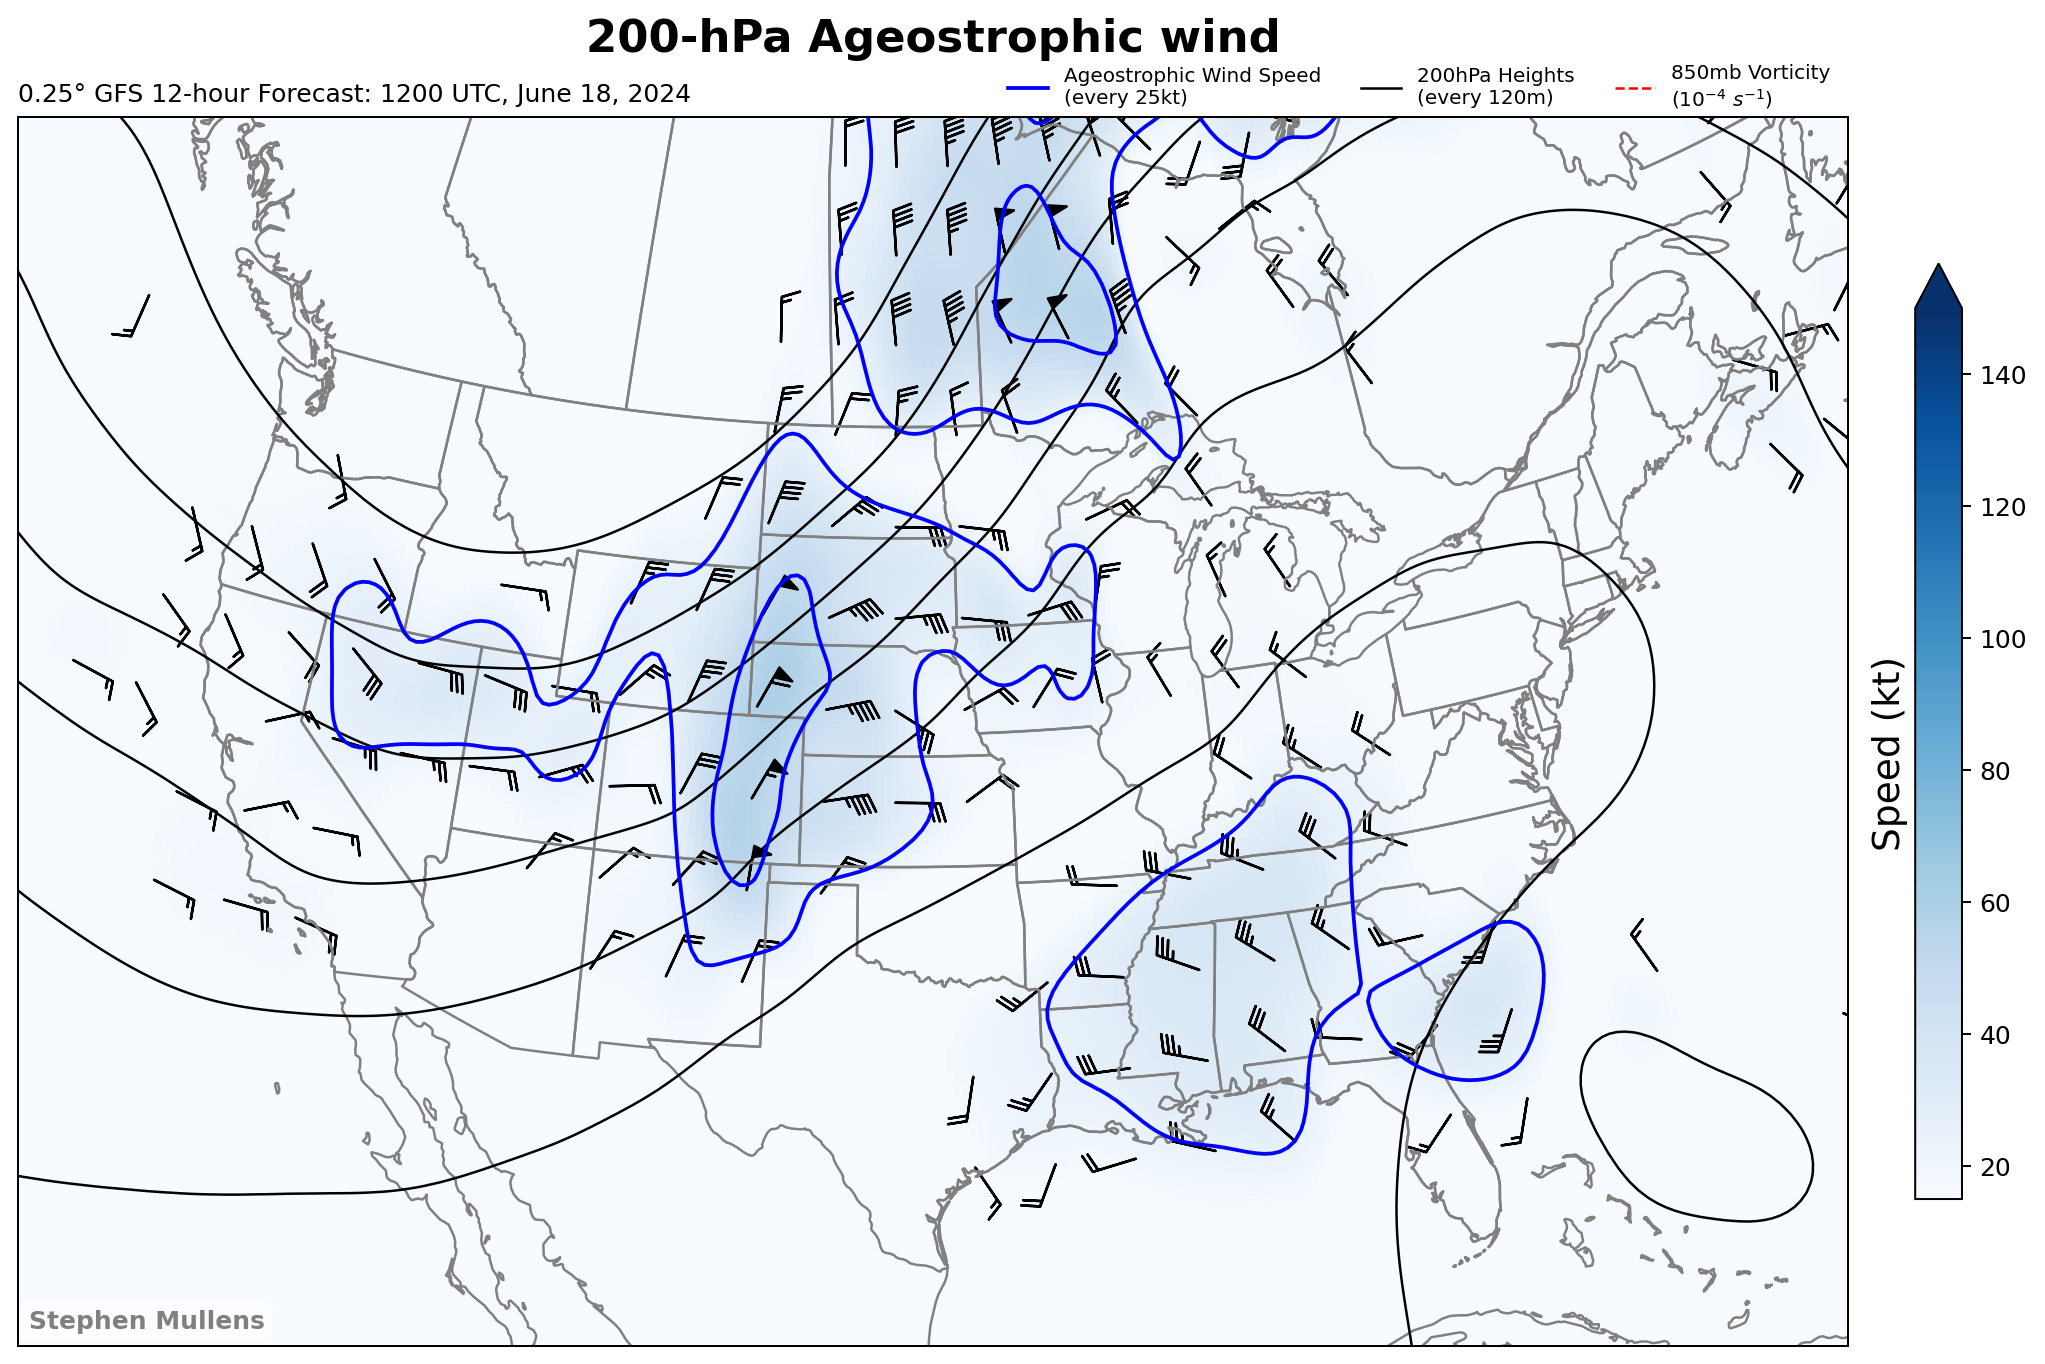 200-hPa Ageostrophic wind
0.25° GFS 12-hour Forecast: 1200 UTC, June 18, 2024
Ageostrophic Wind Speed
(every 25kt)
200hPa Heights
(every 120m)
850mb Vorticity
(10⁻⁴ s⁻¹)
140
120
100
80
60
40
20
Speed (kt)
Stephen Mullens